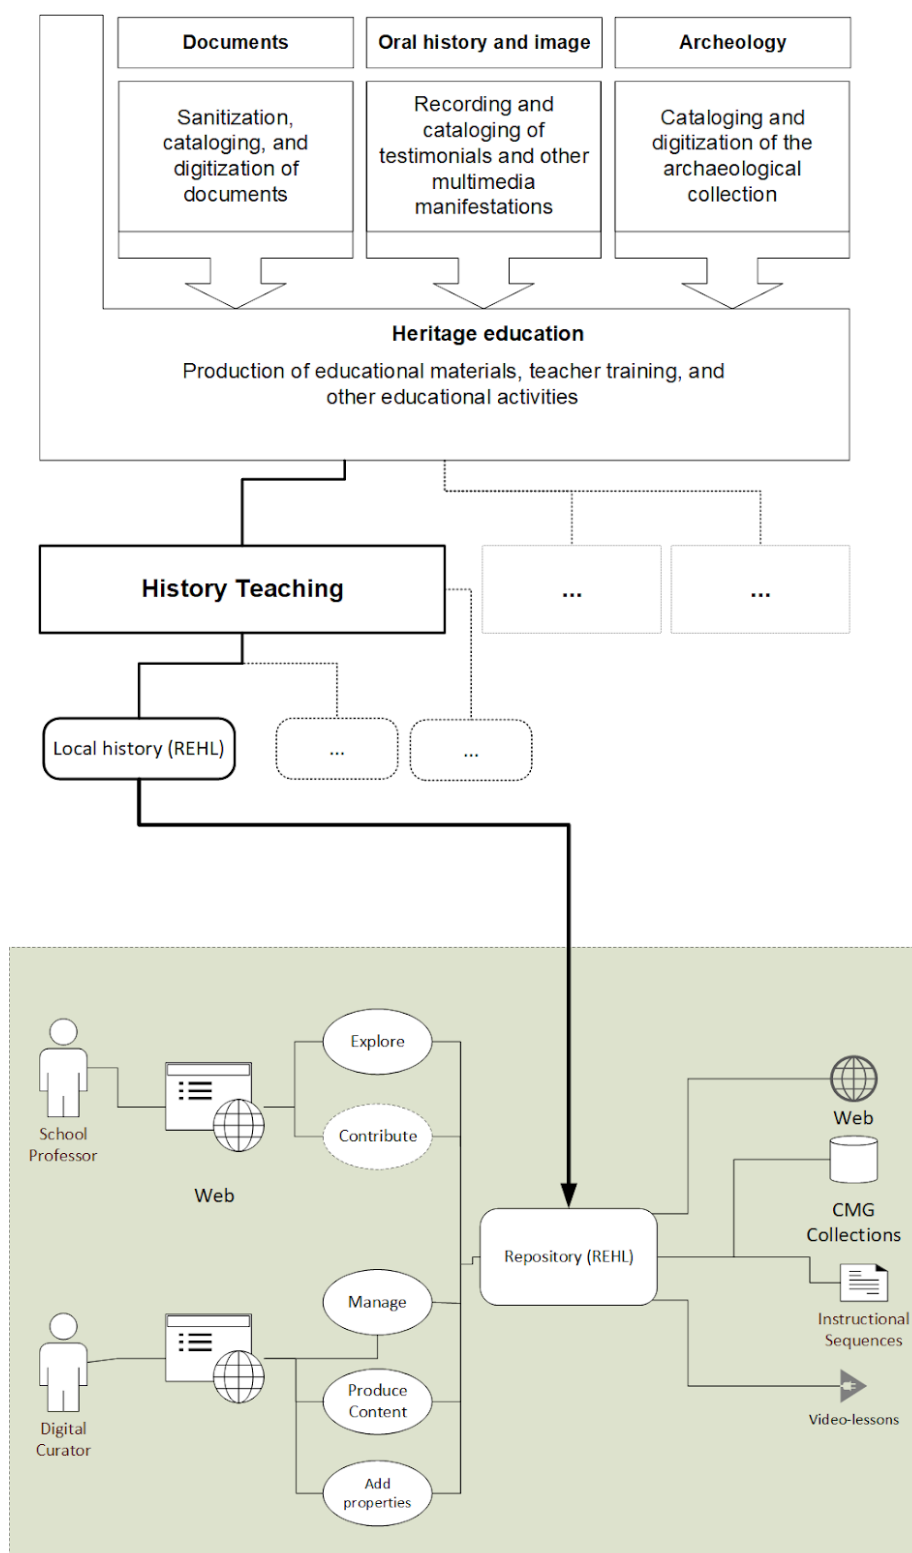 Documents
Oral history and image
Archeology
Sanitization,
cataloging, and
digitization of
documents
Recording and
cataloging of
testimonials and other
multimedia
manifestations
Cataloging and
digitization of the
archaeological
collection
Heritage education
Production of educational materials, teacher training, and
other educational activities
History Teaching
...
...
Local history (REHL)
...
...
School
Professor
Web
Explore
Contribute
Digital
Curator
Manage
Produce
Content
Add
properties
Repository (REHL)
Web
CMG
Collections
Instructional
Sequences
Video-lessons